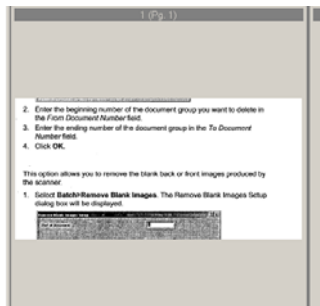 1 (Pg. 1)
2. Enter the beginning number of the document group you want to delete in
the From Document Number field.
3. Enter the ending number of the document group in the To Document
Number field.
4. Click OK.
This option allows you to remove the blank back or front images produced by
the scanner.
1. Select Batch>Remove Blank Images. The Remove Blank Images Setup
dialog box will be displayed.